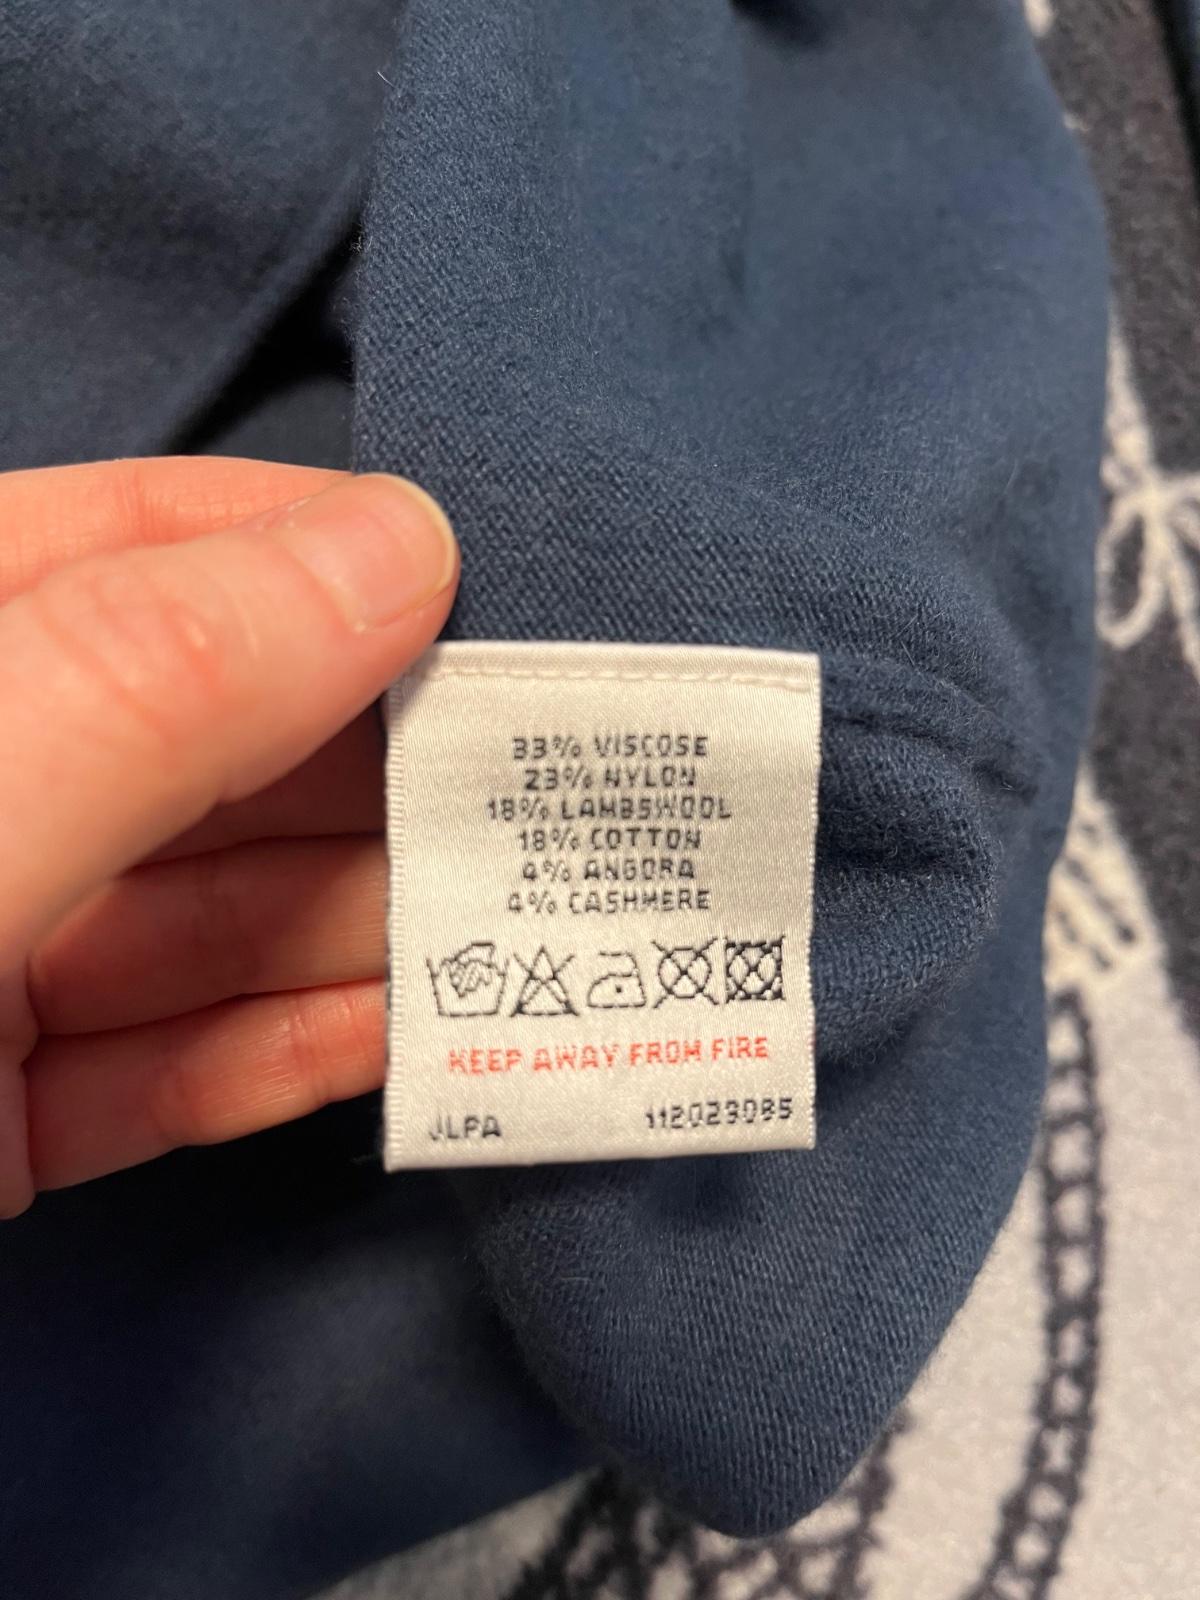 33% VISCOSE
23% NYLON
18% LAMBSWOOL
18% COTTON
4% ANGORA
4% CASHMERE
KEEP AWAY FROM FIRE
JLPA 112023085